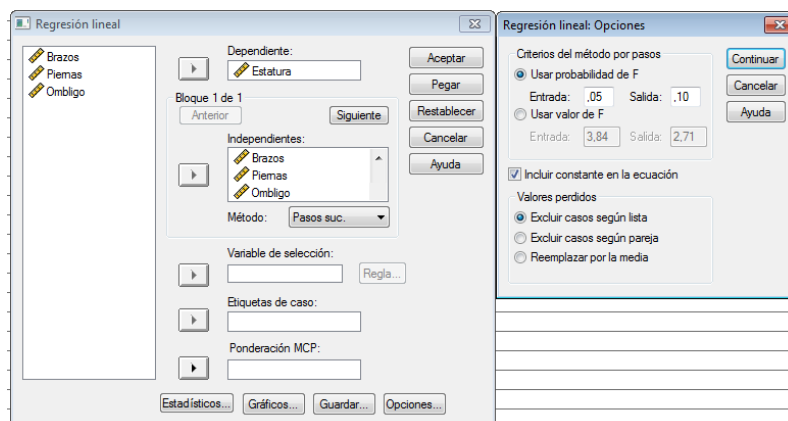 Regresión lineal
Brazos
Piernas
Ombligo
Dependiente:
Estatura
Bloque 1 de 1
Anterior
Siguiente
Independientes:
Brazos
Piernas
Ombligo
Método:
Pasos suc.
Variable de selección:
Regla...
Etiquetas de caso:
Ponderación MCP:
Aceptar
Pegar
Restablecer
Cancelar
Ayuda
Estadísticos...
Gráficos...
Guardar...
Opciones...
Regresión lineal: Opciones
Criterios del método por pasos
Usar probabilidad de F
Entrada: ,05 Salida: ,10
Usar valor de F
Entrada: 3,84 Salida: 2,71
Incluir constante en la ecuación
Valores perdidos
Excluir casos según lista
Excluir casos según pareja
Reemplazar por la media
Continuar
Cancelar
Ayuda